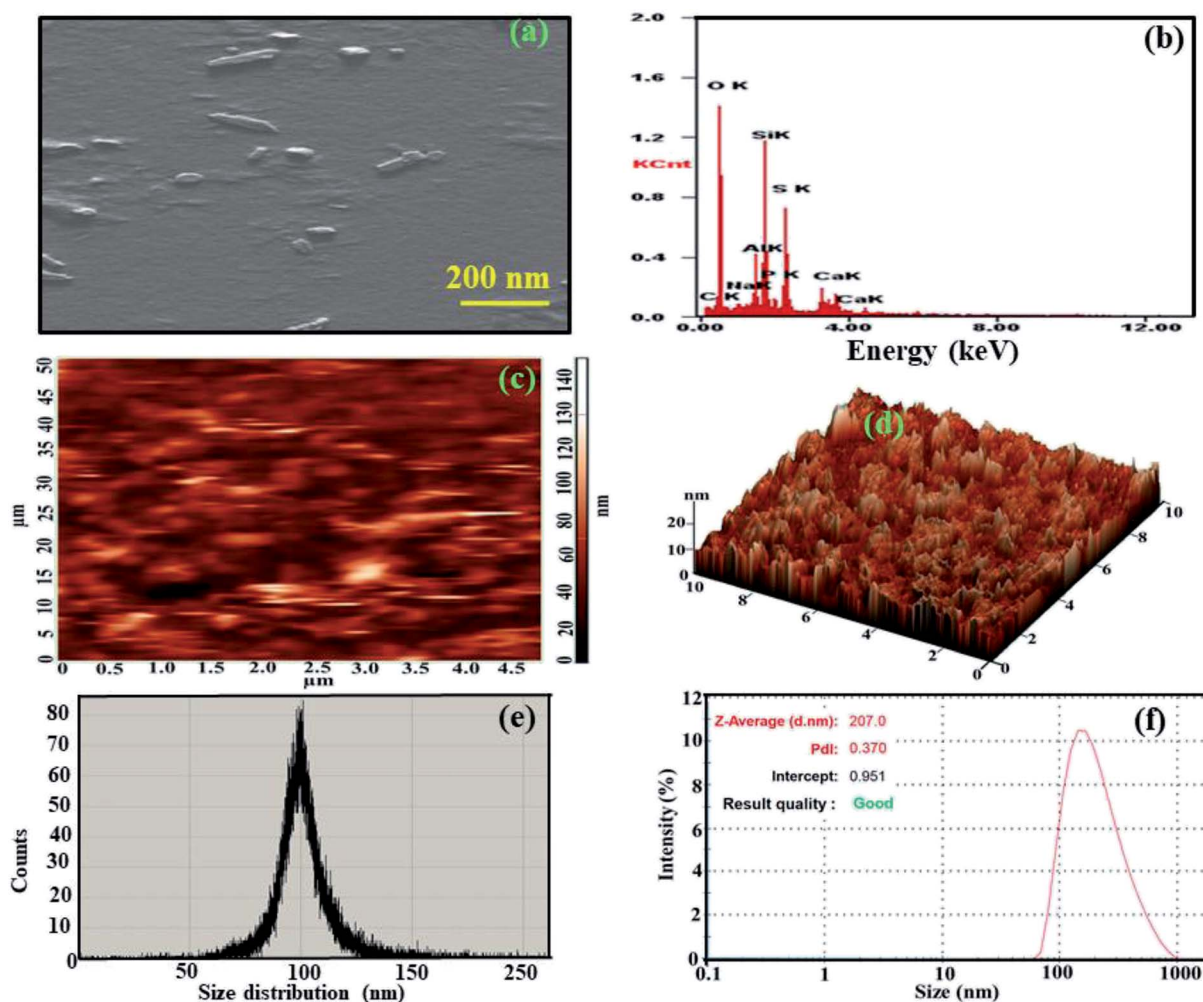 (a)
200 nm
(b)
2.0
1.6
1.2
KCnt
0.8
0.4
0.0
O K
SiK
S K
AlK
P K
NaK
C K
CaK
CaK
0.00 4.00 8.00 12.00
Energy (keV)
(c)
50
45
40
35
30
25
20
15
10
5
0
µm
0 0.5 1.0 1.5 2.0 2.5 3.0 3.5 4.0 4.5
µm
140
120
100
80
60
40
20
0
nm
(d)
nm
20
10
0
10 8 6 4 2 0
0 2 4 6 8 10
(e)
80
70
60
50
40
30
20
10
0
Counts
50 100 150 250
Size distribution (nm)
(f)
12
10
8
6
4
2
0
Intensity (%)
Z-Average (d.nm): 207.0
PdI: 0.370
Intercept: 0.951
Result quality : Good
0.1 1 10 100 1000
Size (nm)